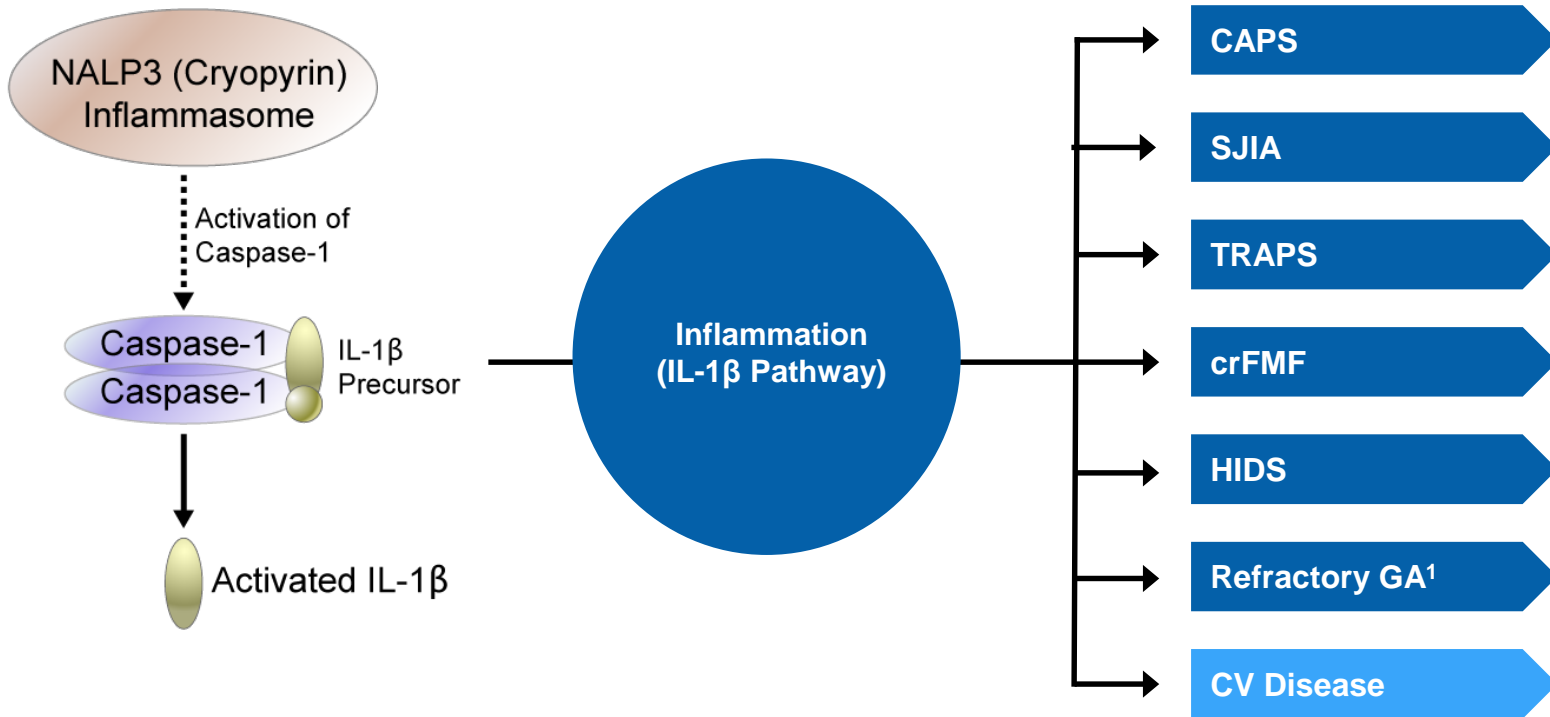 NALP3 (Cryopyrin)
Inflammasome
Activation of
Caspase-1
Caspase-1
Caspase-1
IL-1β
Precursor
Activated IL-1β
Inflammation
(IL-1β Pathway)
CAPS
SJIA
TRAPS
crFMF
HIDS
Refractory GA¹
CV Disease